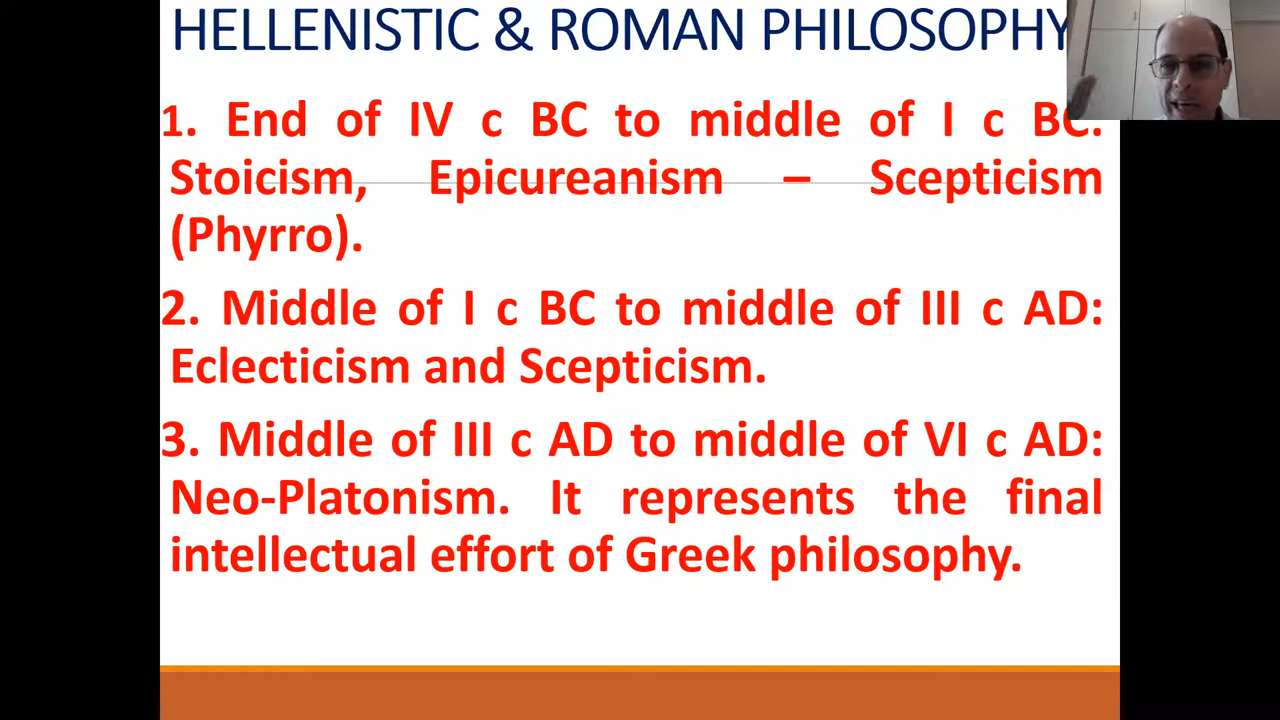 HELLENISTIC & ROMAN PHILOSOPHY
1. End of IV c BC to middle of I c BC.
Stoicism, Epicureanism – Scepticism
(Phyrro).
2. Middle of I c BC to middle of III c AD:
Eclecticism and Scepticism.
3. Middle of III c AD to middle of VI c AD:
Neo-Platonism. It represents the final
intellectual effort of Greek philosophy.